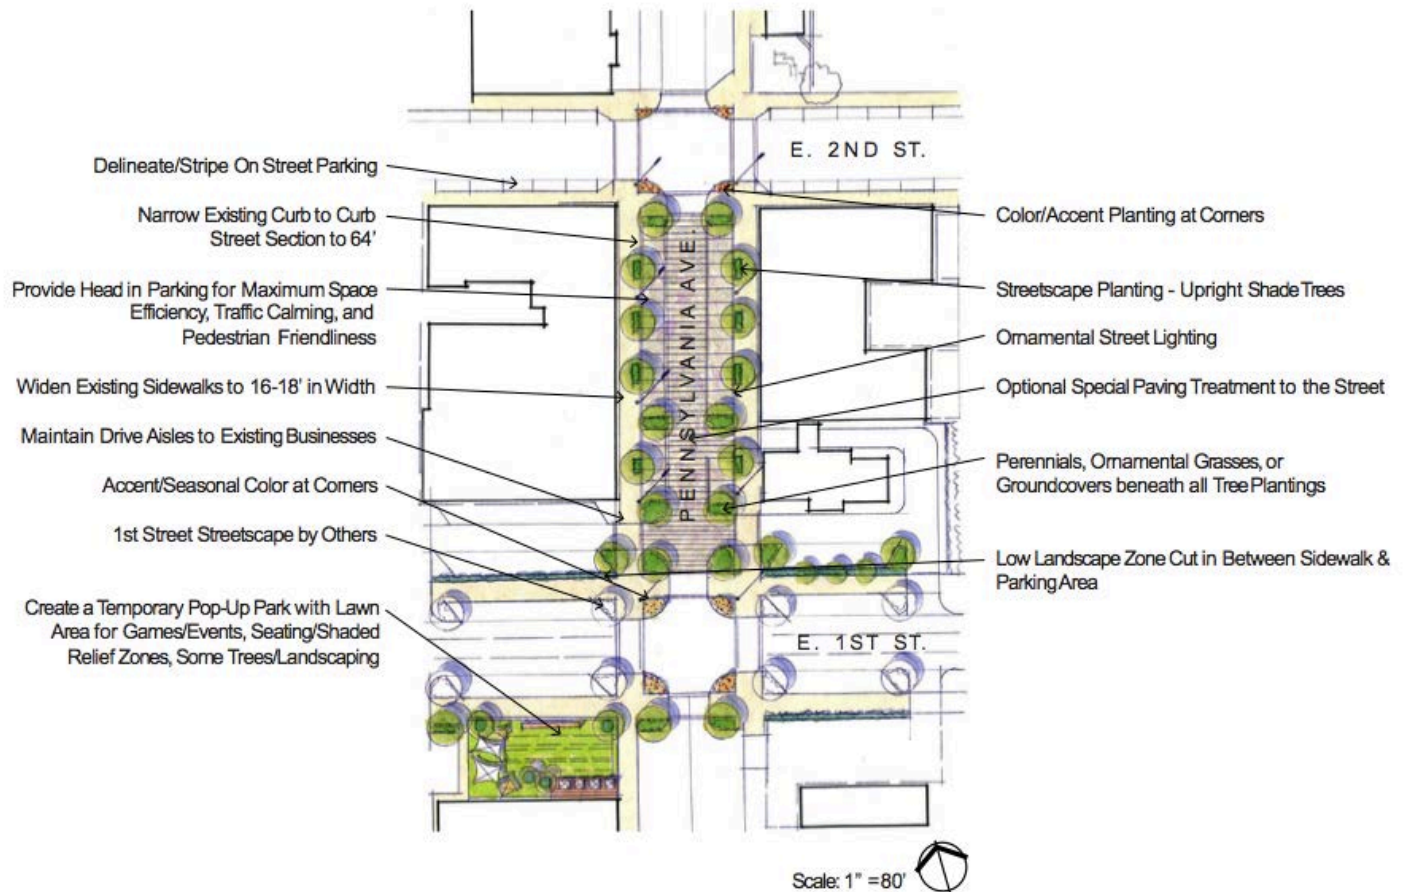 E. 2ND ST.
Delineate/Stripe On Street Parking
Narrow Existing Curb to Curb
Street Section to 64'
Provide Head in Parking for Maximum Space
Efficiency, Traffic Calming, and
Pedestrian Friendliness
Widen Existing Sidewalks to 16-18' in Width
Maintain Drive Aisles to Existing Businesses
Accent/Seasonal Color at Corners
1st Street Streetscape by Others
Create a Temporary Pop-Up Park with Lawn
Area for Games/Events, Seating/Shaded
Relief Zones, Some Trees/Landscaping
PENNSYLVANIA AVE.
Color/Accent Planting at Corners
Streetscape Planting - Upright Shade Trees
Ornamental Street Lighting
Optional Special Paving Treatment to the Street
Perennials, Ornamental Grasses, or
Groundcovers beneath all Tree Plantings
Low Landscape Zone Cut in Between Sidewalk &
Parking Area
E. 1ST ST.
Scale: 1" =80'